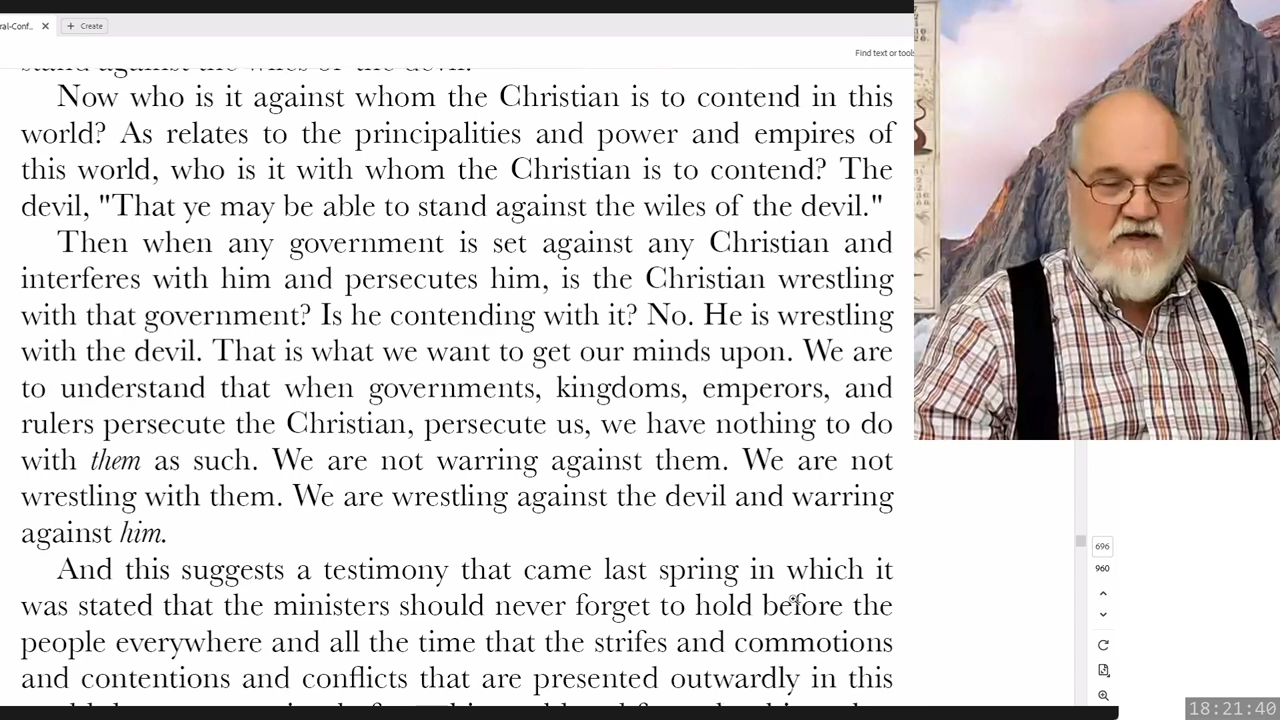 ral-Conf..
Create
Find text or tools
stand against the wiles of the devil."
Now who is it against whom the Christian is to contend in this
world? As relates to the principalities and power and empires of
this world, who is it with whom the Christian is to contend? The
devil, "That ye may be able to stand against the wiles of the devil."
Then when any government is set against any Christian and
interferes with him and persecutes him, is the Christian wrestling
with that government? Is he contending with it? No. He is wrestling
with the devil. That is what we want to get our minds upon. We are
to understand that when governments, kingdoms, emperors, and
rulers persecute the Christian, persecute us, we have nothing to do
with them as such. We are not warring against them. We are not
wrestling with them. We are wrestling against the devil and warring
against him.
And this suggests a testimony that came last spring in which it
was stated that the ministers should never forget to hold before the
people everywhere and all the time that the strifes and commotions
and contentions and conflicts that are presented outwardly in this
696
960
18:21:40